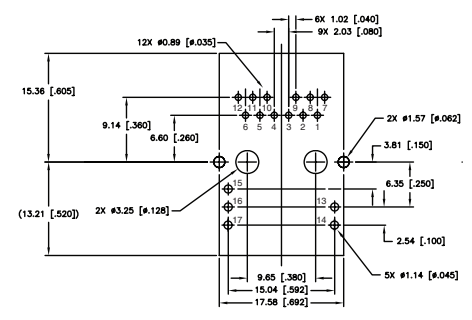 6X 1.02 [.040]
9X 2.03 [.080]
12X ø0.89 [ø.035]
15.36 [.605]
12 11 10 9 8 7
9.14 [.360]
6 5 4 3 2 1
2X ø1.57 [ø.062]
6.60 [.260]
3.81 [.150]
6.35 [.250]
15
(13.21 [.520])
2X ø3.25 [ø.128]
16 13
17 14
2.54 [.100]
9.65 [.380]
5X ø1.14 [ø.045]
15.04 [.592]
17.58 [.692]